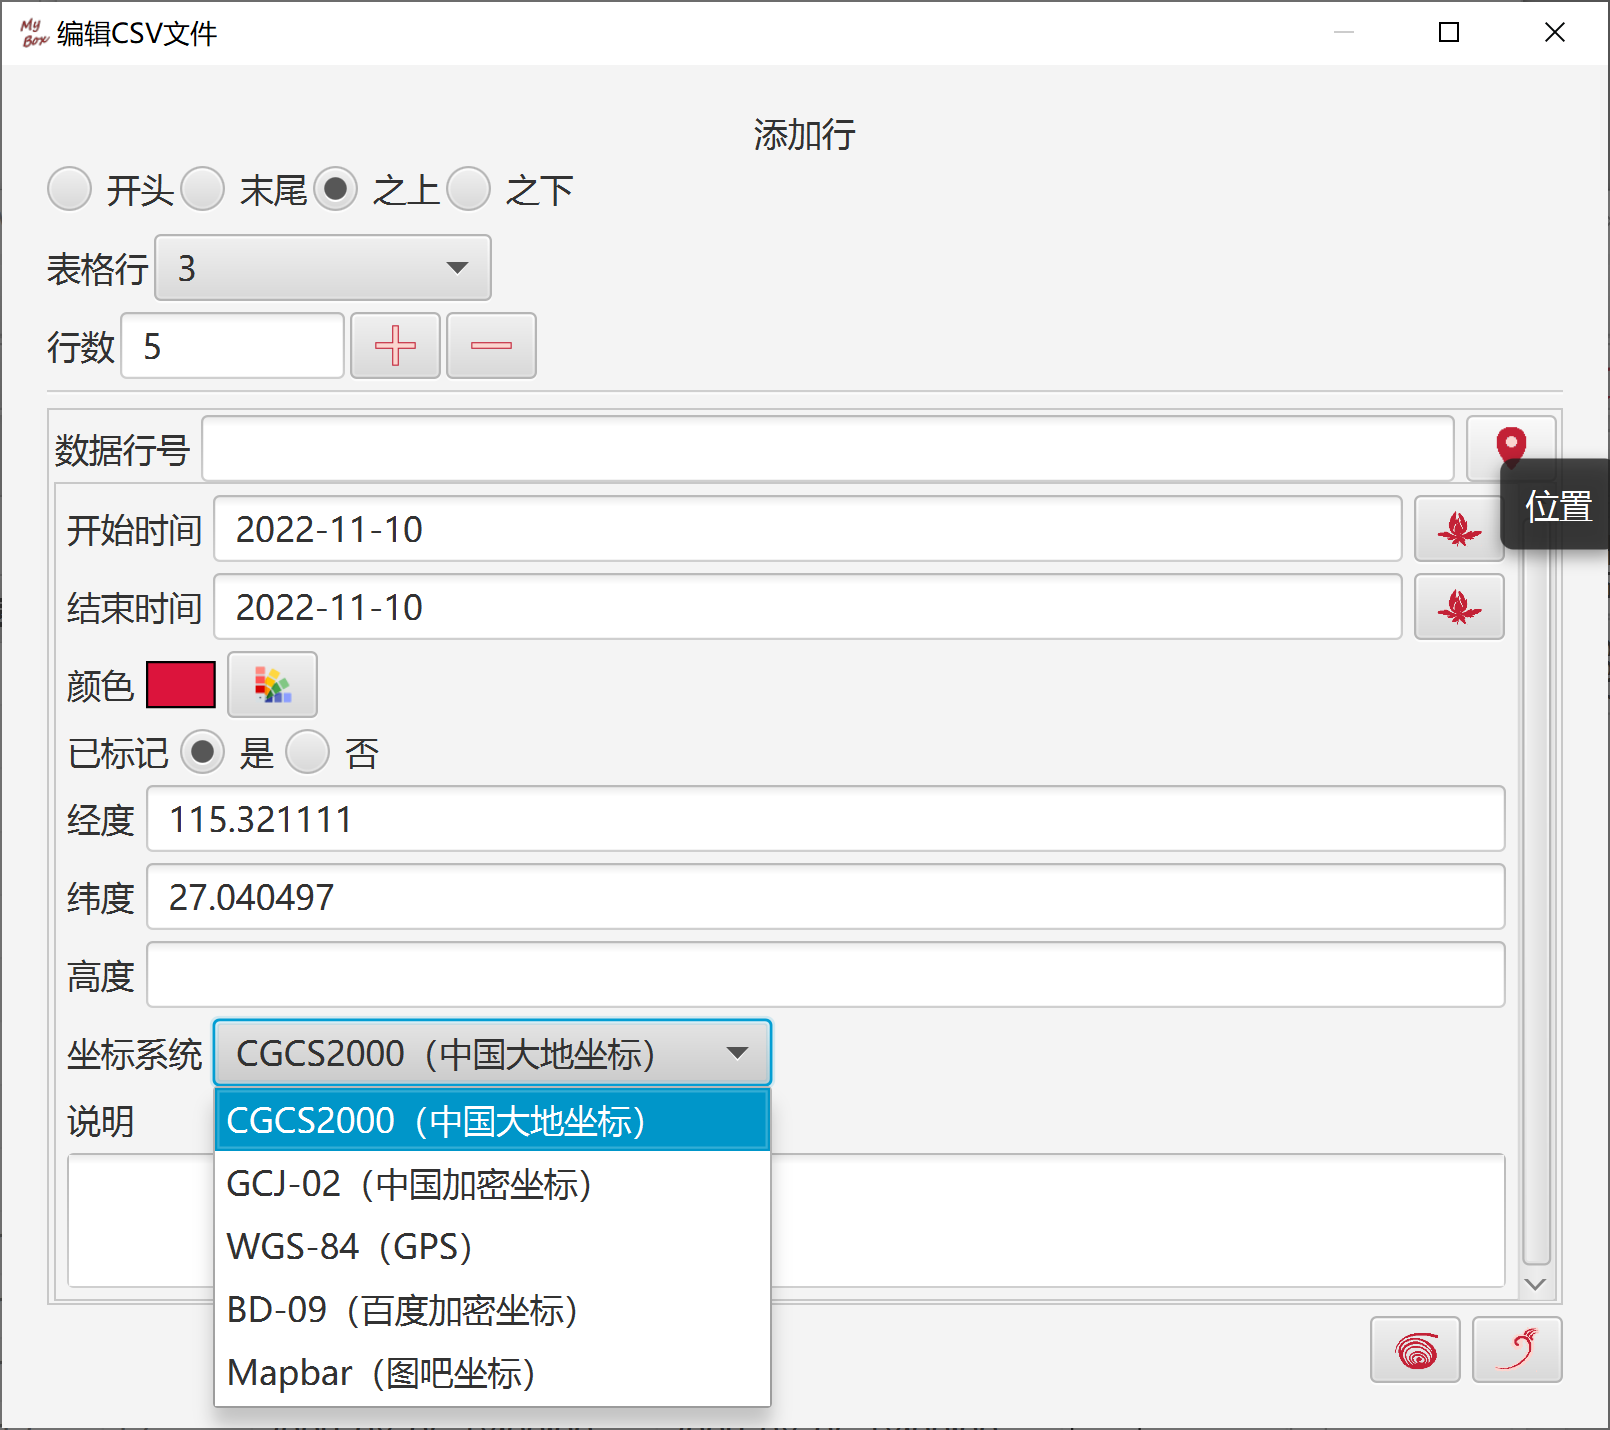 My Box 编辑CSV文件
添加行
开头 末尾 之上 之下
表格行 3
行数 5
数据行号
位置
开始时间 2022-11-10
结束时间 2022-11-10
颜色
已标记 是 否
经度 115.321111
纬度 27.040497
高度
坐标系统 CGCS2000（中国大地坐标）
说明
CGCS2000（中国大地坐标）
GCJ-02（中国加密坐标）
WGS-84（GPS）
BD-09（百度加密坐标）
Mapbar（图吧坐标）